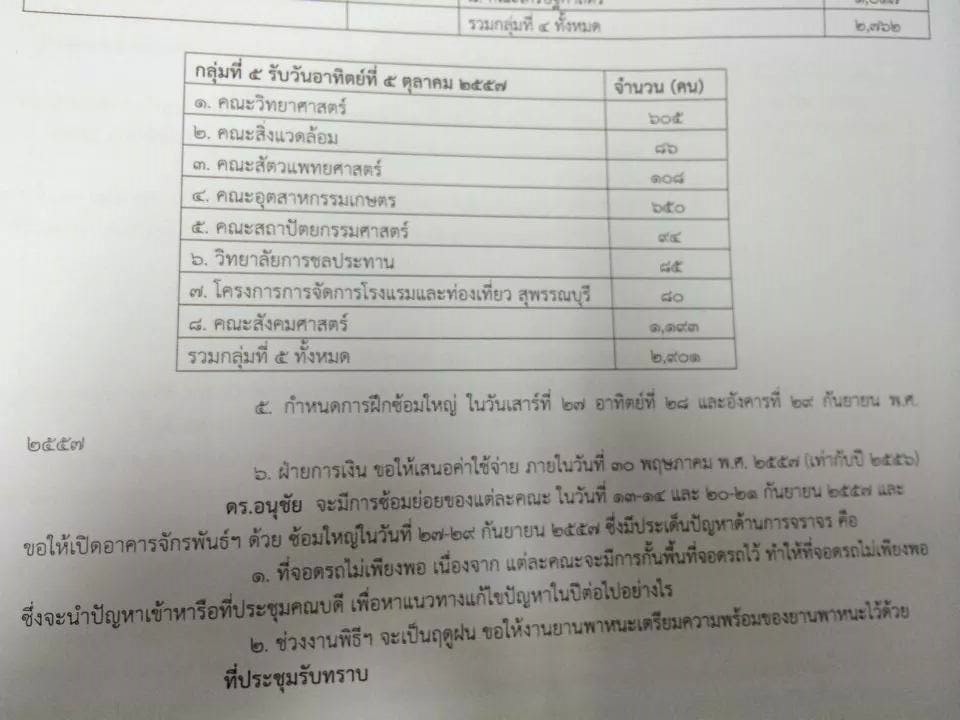 รวมกลุ่มที่ ๔ ทั้งหมด ๒,๗๖๒
กลุ่มที่ ๕ รับวันอาทิตย์ที่ ๕ ตุลาคม ๒๕๕๗ จำนวน (คน)
๑. คณะวิทยาศาสตร์ ๖๐๕
๒. คณะสิ่งแวดล้อม ๘๖
๓. คณะสัตวแพทยศาสตร์ ๑๐๘
๔. คณะอุตสาหกรรมเกษตร ๖๕๐
๕. คณะสถาปัตยกรรมศาสตร์ ๙๔
๖. วิทยาลัยการชลประทาน ๘๕
๗. โครงการการจัดการโรงแรมและท่องเที่ยว สุพรรณบุรี ๘๐
๘. คณะสังคมศาสตร์ ๑,๑๙๓
รวมกลุ่มที่ ๕ ทั้งหมด ๒,๙๐๑
๕. กำหนดการฝึกซ้อมใหญ่ ในวันเสาร์ที่ ๒๗ อาทิตย์ที่ ๒๘ และอังคารที่ ๒๙ กันยายน พ.ศ.
๒๕๕๗
๖. ฝ่ายการเงิน ขอให้เสนอค่าใช้จ่าย ภายในวันที่ ๓๐ พฤษภาคม พ.ศ. ๒๕๕๗ (เท่ากับปี ๒๕๕๖)
ดร.อนุชัย จะมีการซ้อมย่อยของแต่ละคณะ ในวันที่ ๑๓-๑๔ และ ๒๐-๒๑ กันยายน ๒๕๕๗ และ
ขอให้เปิดอาคารจักรพันธ์ฯ ด้วย ซ้อมใหญ่ในวันที่ ๒๗-๒๙ กันยายน ๒๕๕๗ ซึ่งมีประเด็นปัญหาด้านการจราจร คือ
๑. ที่จอดรถไม่เพียงพอ เนื่องจาก แต่ละคณะจะมีการกั้นพื้นที่จอดรถไว้ ทำให้ที่จอดรถไม่เพียงพอ
ซึ่งจะนำปัญหาเข้าหารือที่ประชุมคณบดี เพื่อหาแนวทางแก้ไขปัญหาในปีต่อไปอย่างไร
๒. ช่วงงานพิธีฯ จะเป็นฤดูฝน ขอให้งานยานพาหนะเตรียมความพร้อมของยานพาหนะไว้ด้วย
ที่ประชุมรับทราบ